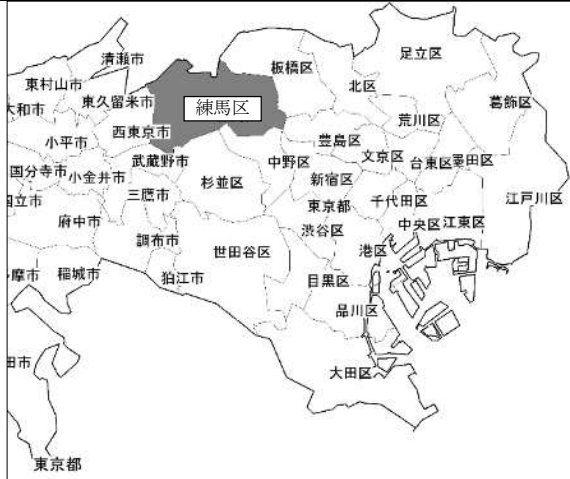 清瀬市
板橋区
足立区
東村山市
北区
東久留米市
練馬区
葛飾区
大和市
荒川区
西東京市
小平市
豊島区
武蔵野市
中野区
文京区
台東区
墨田区
国分寺市
小金井市
杉並区
新宿区
三鷹市
東京都
千代田区
江戸川区
国立市
府中市
渋谷区
中央区
江東区
調布市
世田谷区
港区
多摩市
稲城市
狛江市
目黒区
品川区
田市
大田区
東京都